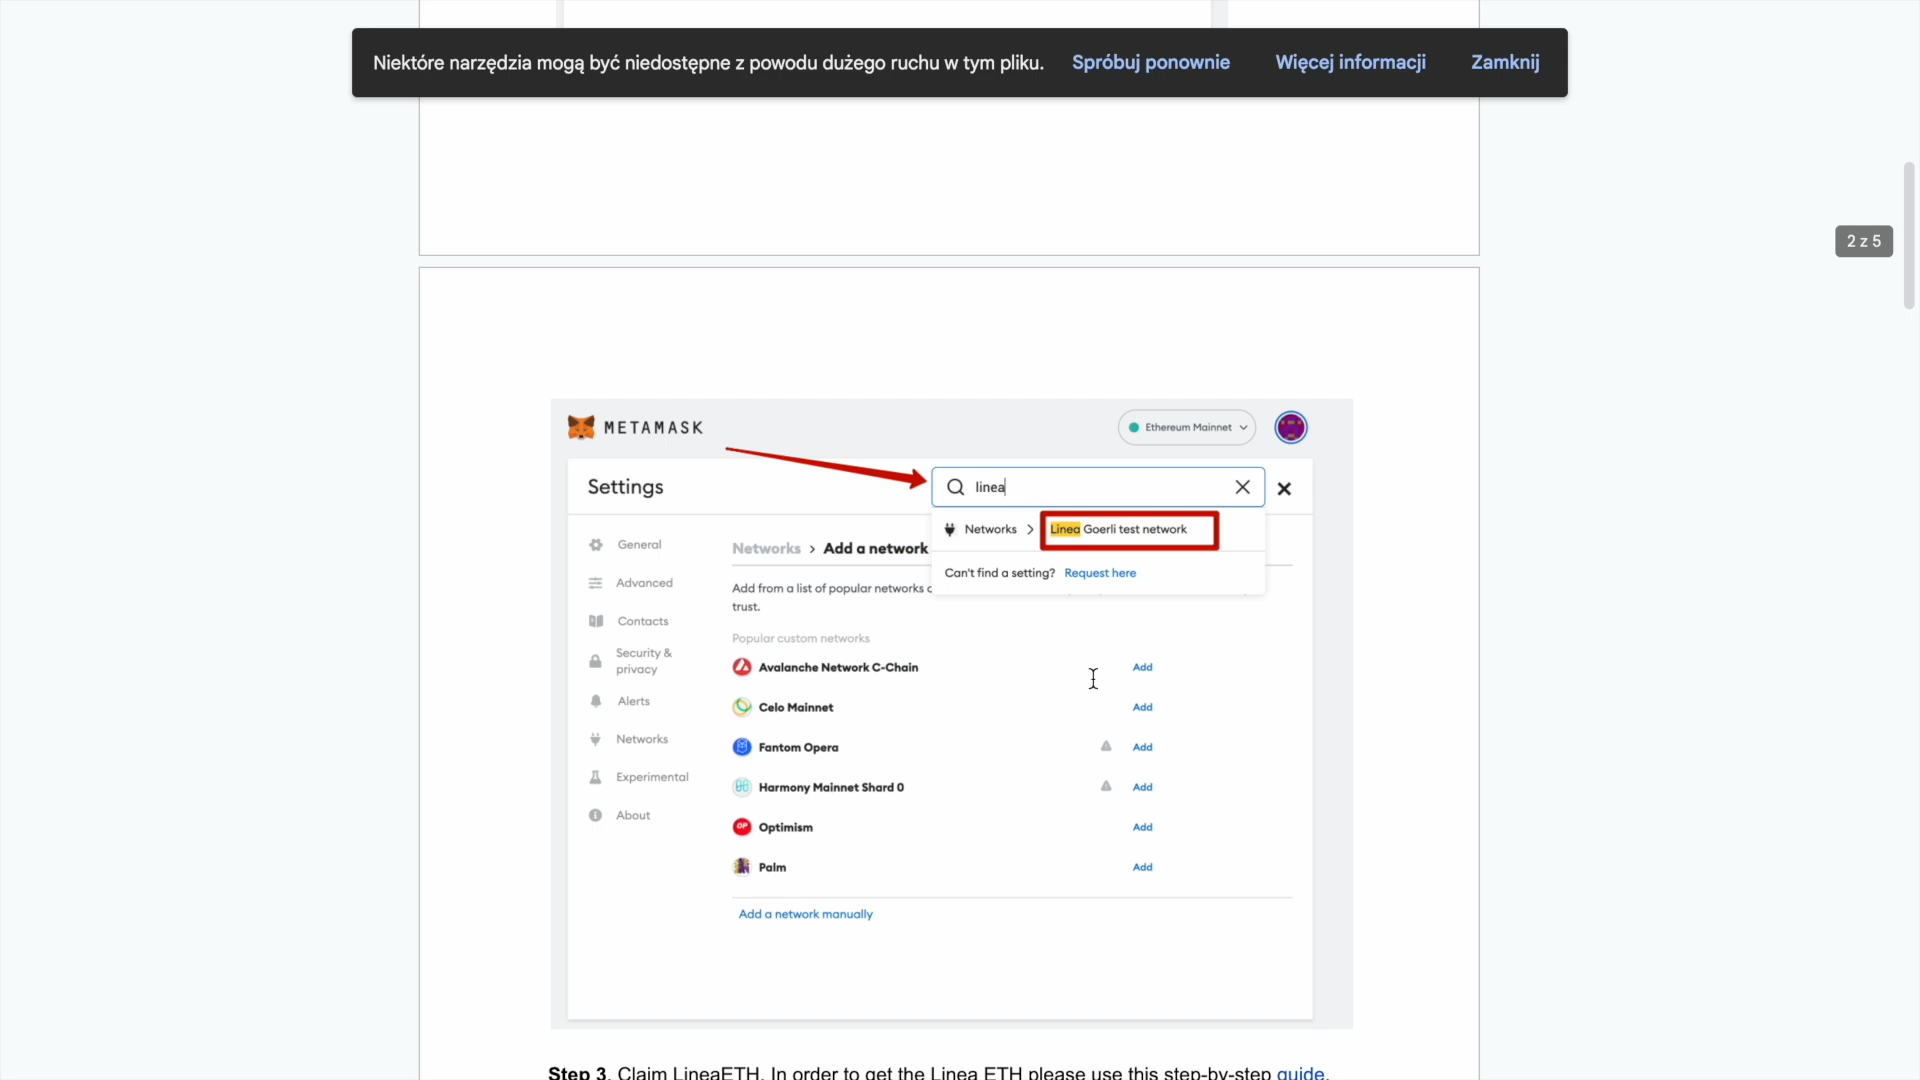 Niektóre narzędzia mogą być niedostępne z powodu dużego ruchu w tym pliku. Spróbuj ponownie Więcej informacji Zamknij
2 z 5
METAMASK
Ethereum Mainnet
Settings
linea
Networks > Linea Goerli test network
Can't find a setting? Request here
General
Advanced
Contacts
Security &
privacy
Alerts
Networks
Experimental
About
Networks > Add a network
Add from a list of popular networks
trust.
Popular custom networks
Avalanche Network C-Chain Add
Celo Mainnet Add
Fantom Opera Add
Harmony Mainnet Shard 0 Add
OP Optimism Add
Palm Add
Add a network manually
Step 3. Claim LineaETH. In order to get the Linea ETH please use this step-by-step guide.